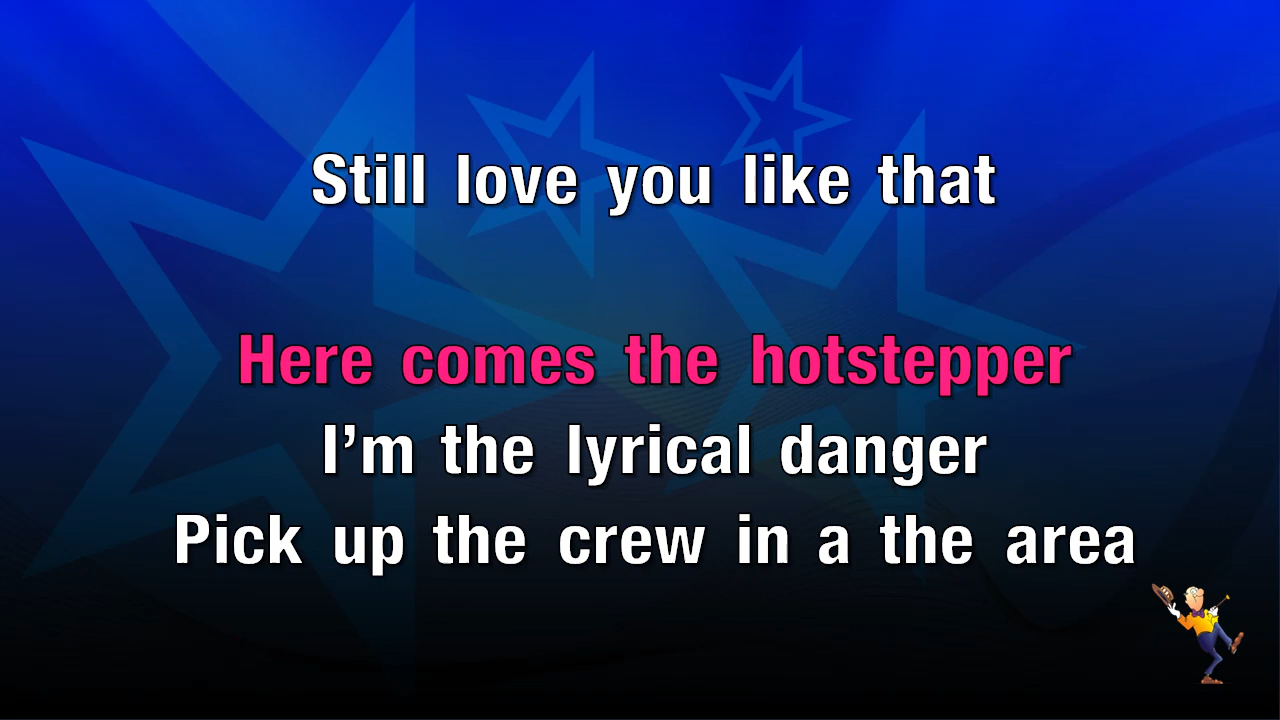 Still love you like that
Here comes the hotstepper
I’m the lyrical danger
Pick up the crew in a the area